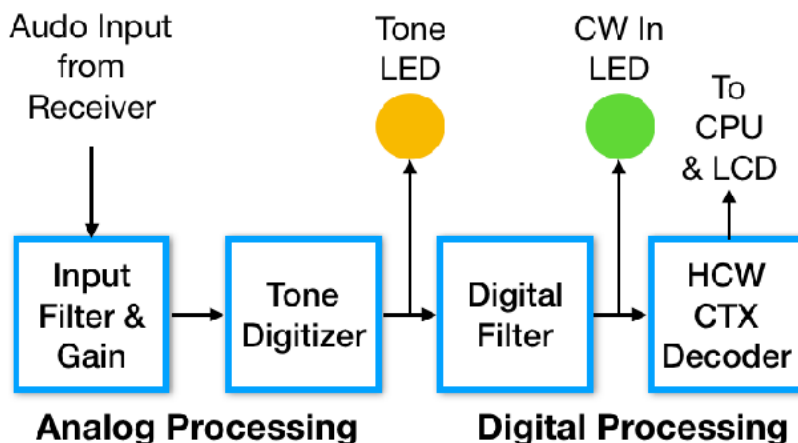 Audo Input
from
Receiver
Tone
LED
CW In
LED
To
CPU
& LCD
Input
Filter &
Gain
Tone
Digitizer
Digital
Filter
HCW
CTX
Decoder
Analog Processing
Digital Processing